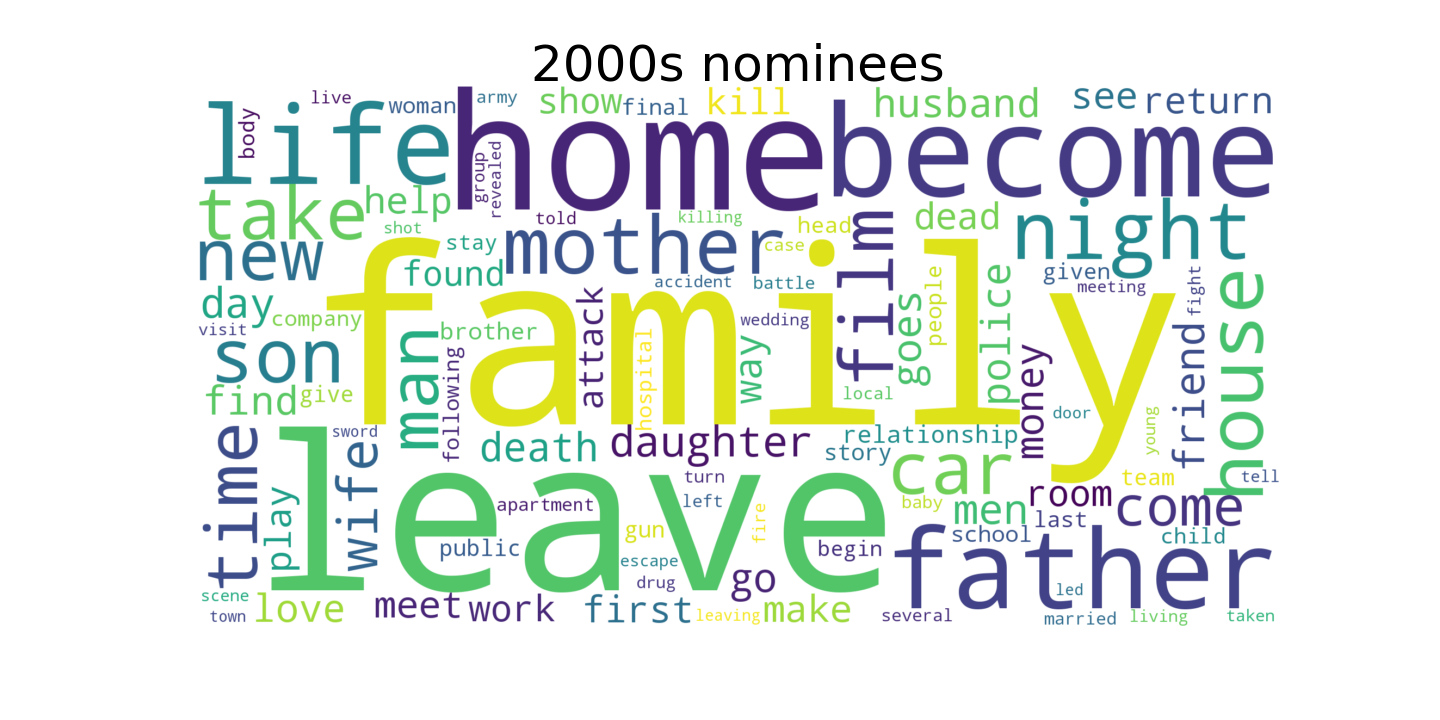 2000s nominees
live
army
show
final
kill
husband
see
return
body
woman
life
home
become
group
revealed
take
help
told
killing
head
dead
night
shot
new
stay
mother
case
film
found
accident
battle
given
meeting
fight
people
police
house
day
company
family
visit
brother
attack
wedding
way
goes
son
man
following
hospital
local
money
friend
find
give
door
young
time
sword
wife
death
daughter
relationship
story
car
leave
play
turn
left
apartment
fire
baby
men
room
team
tell
last
come
gun
public
escape
drug
begin
school
child
father
led
scene
town
love
meet
work
first
go
leaving
make
several
married
living
taken